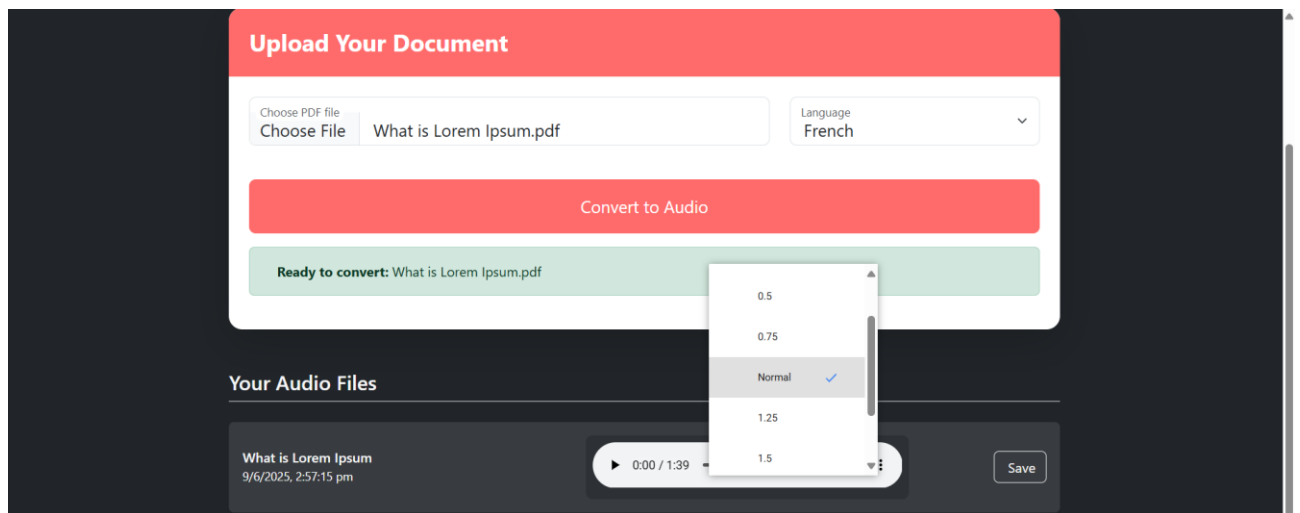 Upload Your Document
Choose PDF file
Choose File What is Lorem Ipsum.pdf
Language
French
Convert to Audio
Ready to convert: What is Lorem Ipsum.pdf
0.5
0.75
Normal
1.25
1.5
Your Audio Files
What is Lorem Ipsum
9/6/2025, 2:57:15 pm
0:00 / 1:39
Save